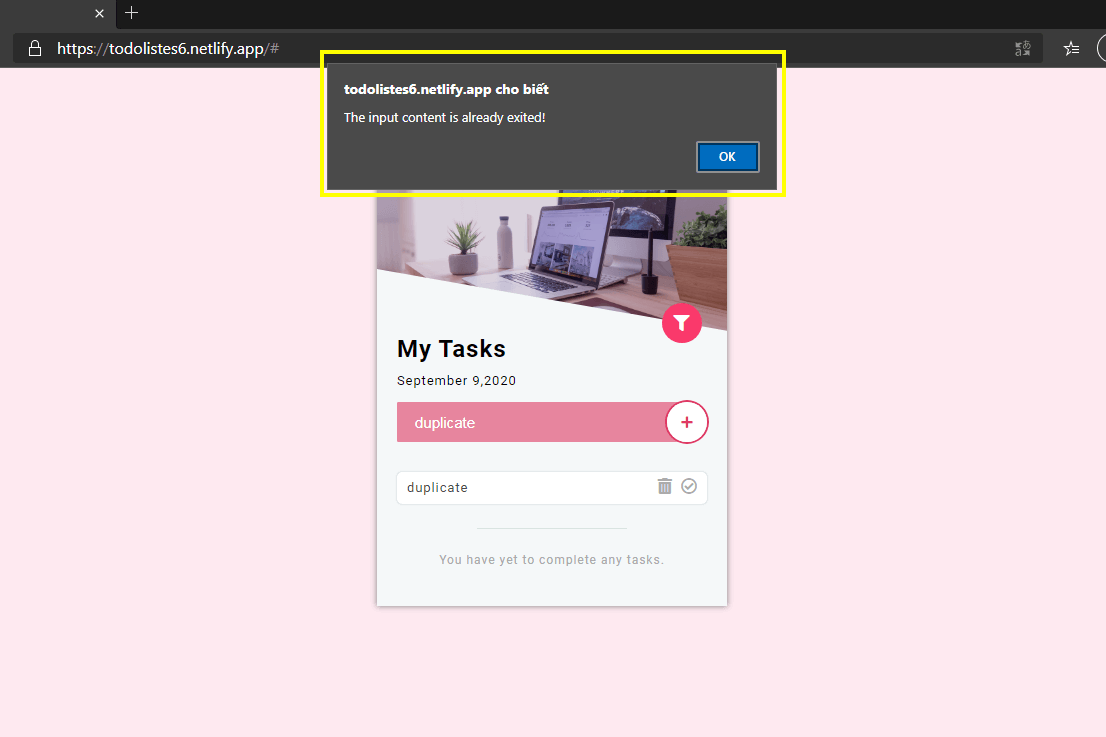 https://todolistes6.netlify.app/#
todolistes6.netlify.app cho biết
The input content is already exited!
OK
My Tasks
September 9,2020
duplicate
+
duplicate
You have yet to complete any tasks.